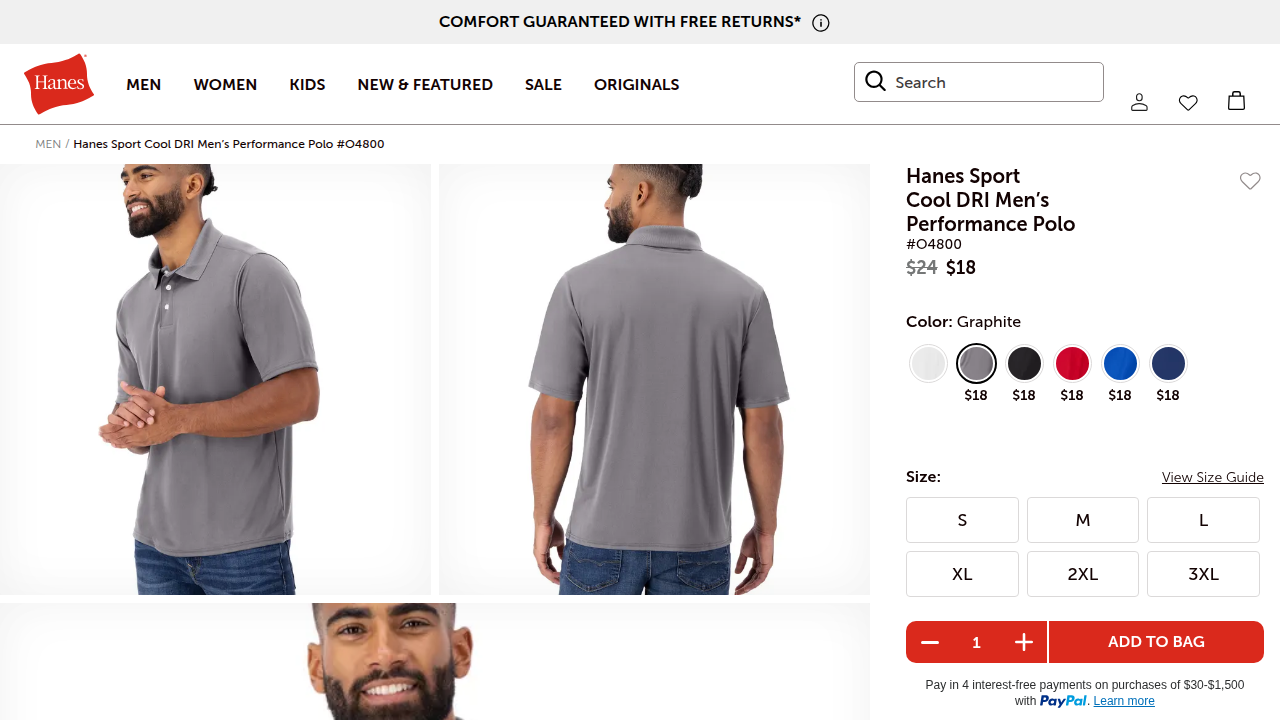 COMFORT GUARANTEED WITH FREE RETURNS*
Hanes
MEN WOMEN KIDS NEW & FEATURED SALE ORIGINALS
Search
MEN / Hanes Sport Cool DRI Men's Performance Polo #O4800
Hanes Sport
Cool DRI Men’s
Performance Polo
#O4800
$24 $18
Color: Graphite
$18 $18 $18 $18 $18
Size: View Size Guide
S M L
XL 2XL 3XL
1 ADD TO BAG
Pay in 4 interest-free payments on purchases of $30-$1,500
with PayPal. Learn more